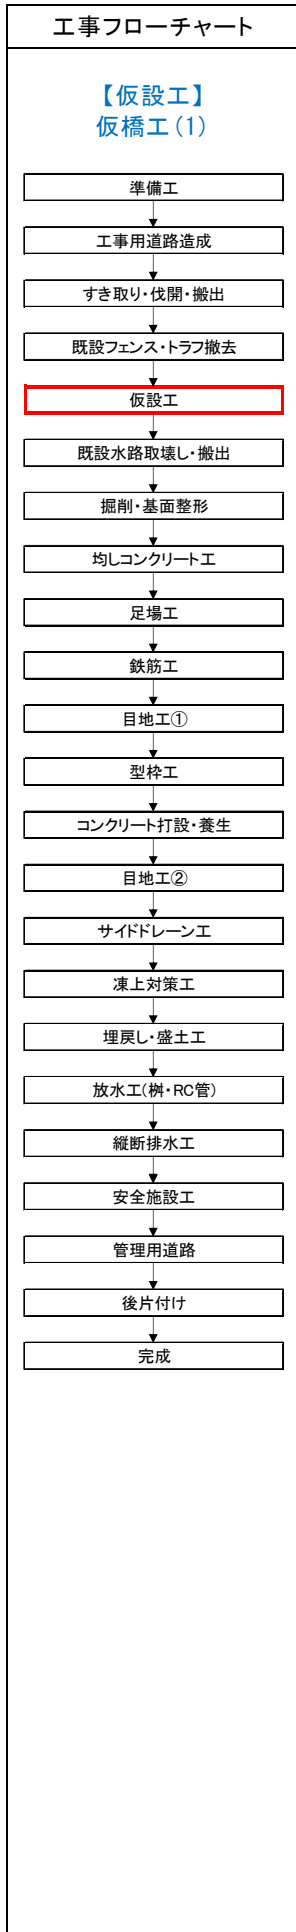 工事フローチャート
【仮設工】
仮橋工(1)
準備工
工事用道路造成
すき取り・伐開・搬出
既設フェンス・トラフ撤去
仮設工
既設水路取壊し・搬出
掘削・基面整形
均しコンクリート工
足場工
鉄筋工
目地工①
型枠工
コンクリート打設・養生
目地工②
サイドドレーン工
凍上対策工
埋戻し・盛土工
放水工(桝・RC管)
縦断排水工
安全施設工
管理用道路
後片付け
完成